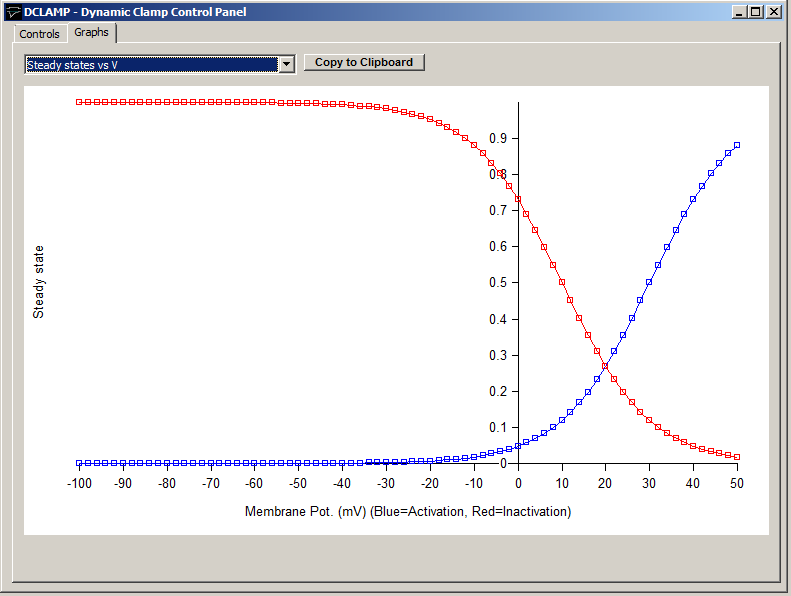 DCLAMP - Dynamic Clamp Control Panel
Controls
Graphs
Steady states vs V
Copy to Clipboard
0.9
0.8
0.7
0.6
0.5
0.4
0.3
0.2
0.1
0
Steady state
-100 -90 -80 -70 -60 -50 -40 -30 -20 -10 0 10 20 30 40 50
Membrane Pot. (mV) (Blue=Activation, Red=Inactivation)